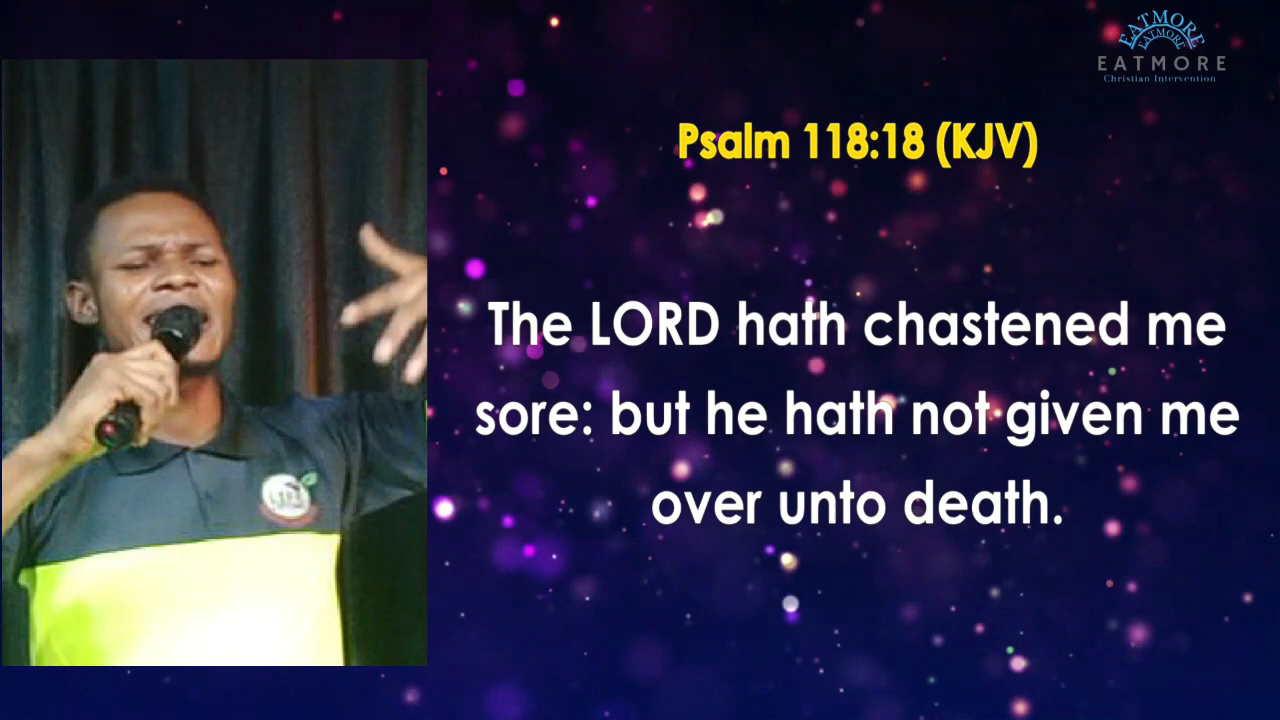 EATMORE
EATMORE
EATMORE
Christian Intervention
Psalm 118:18 (KJV)
The LORD hath chastened me
sore: but he hath not given me
over unto death.